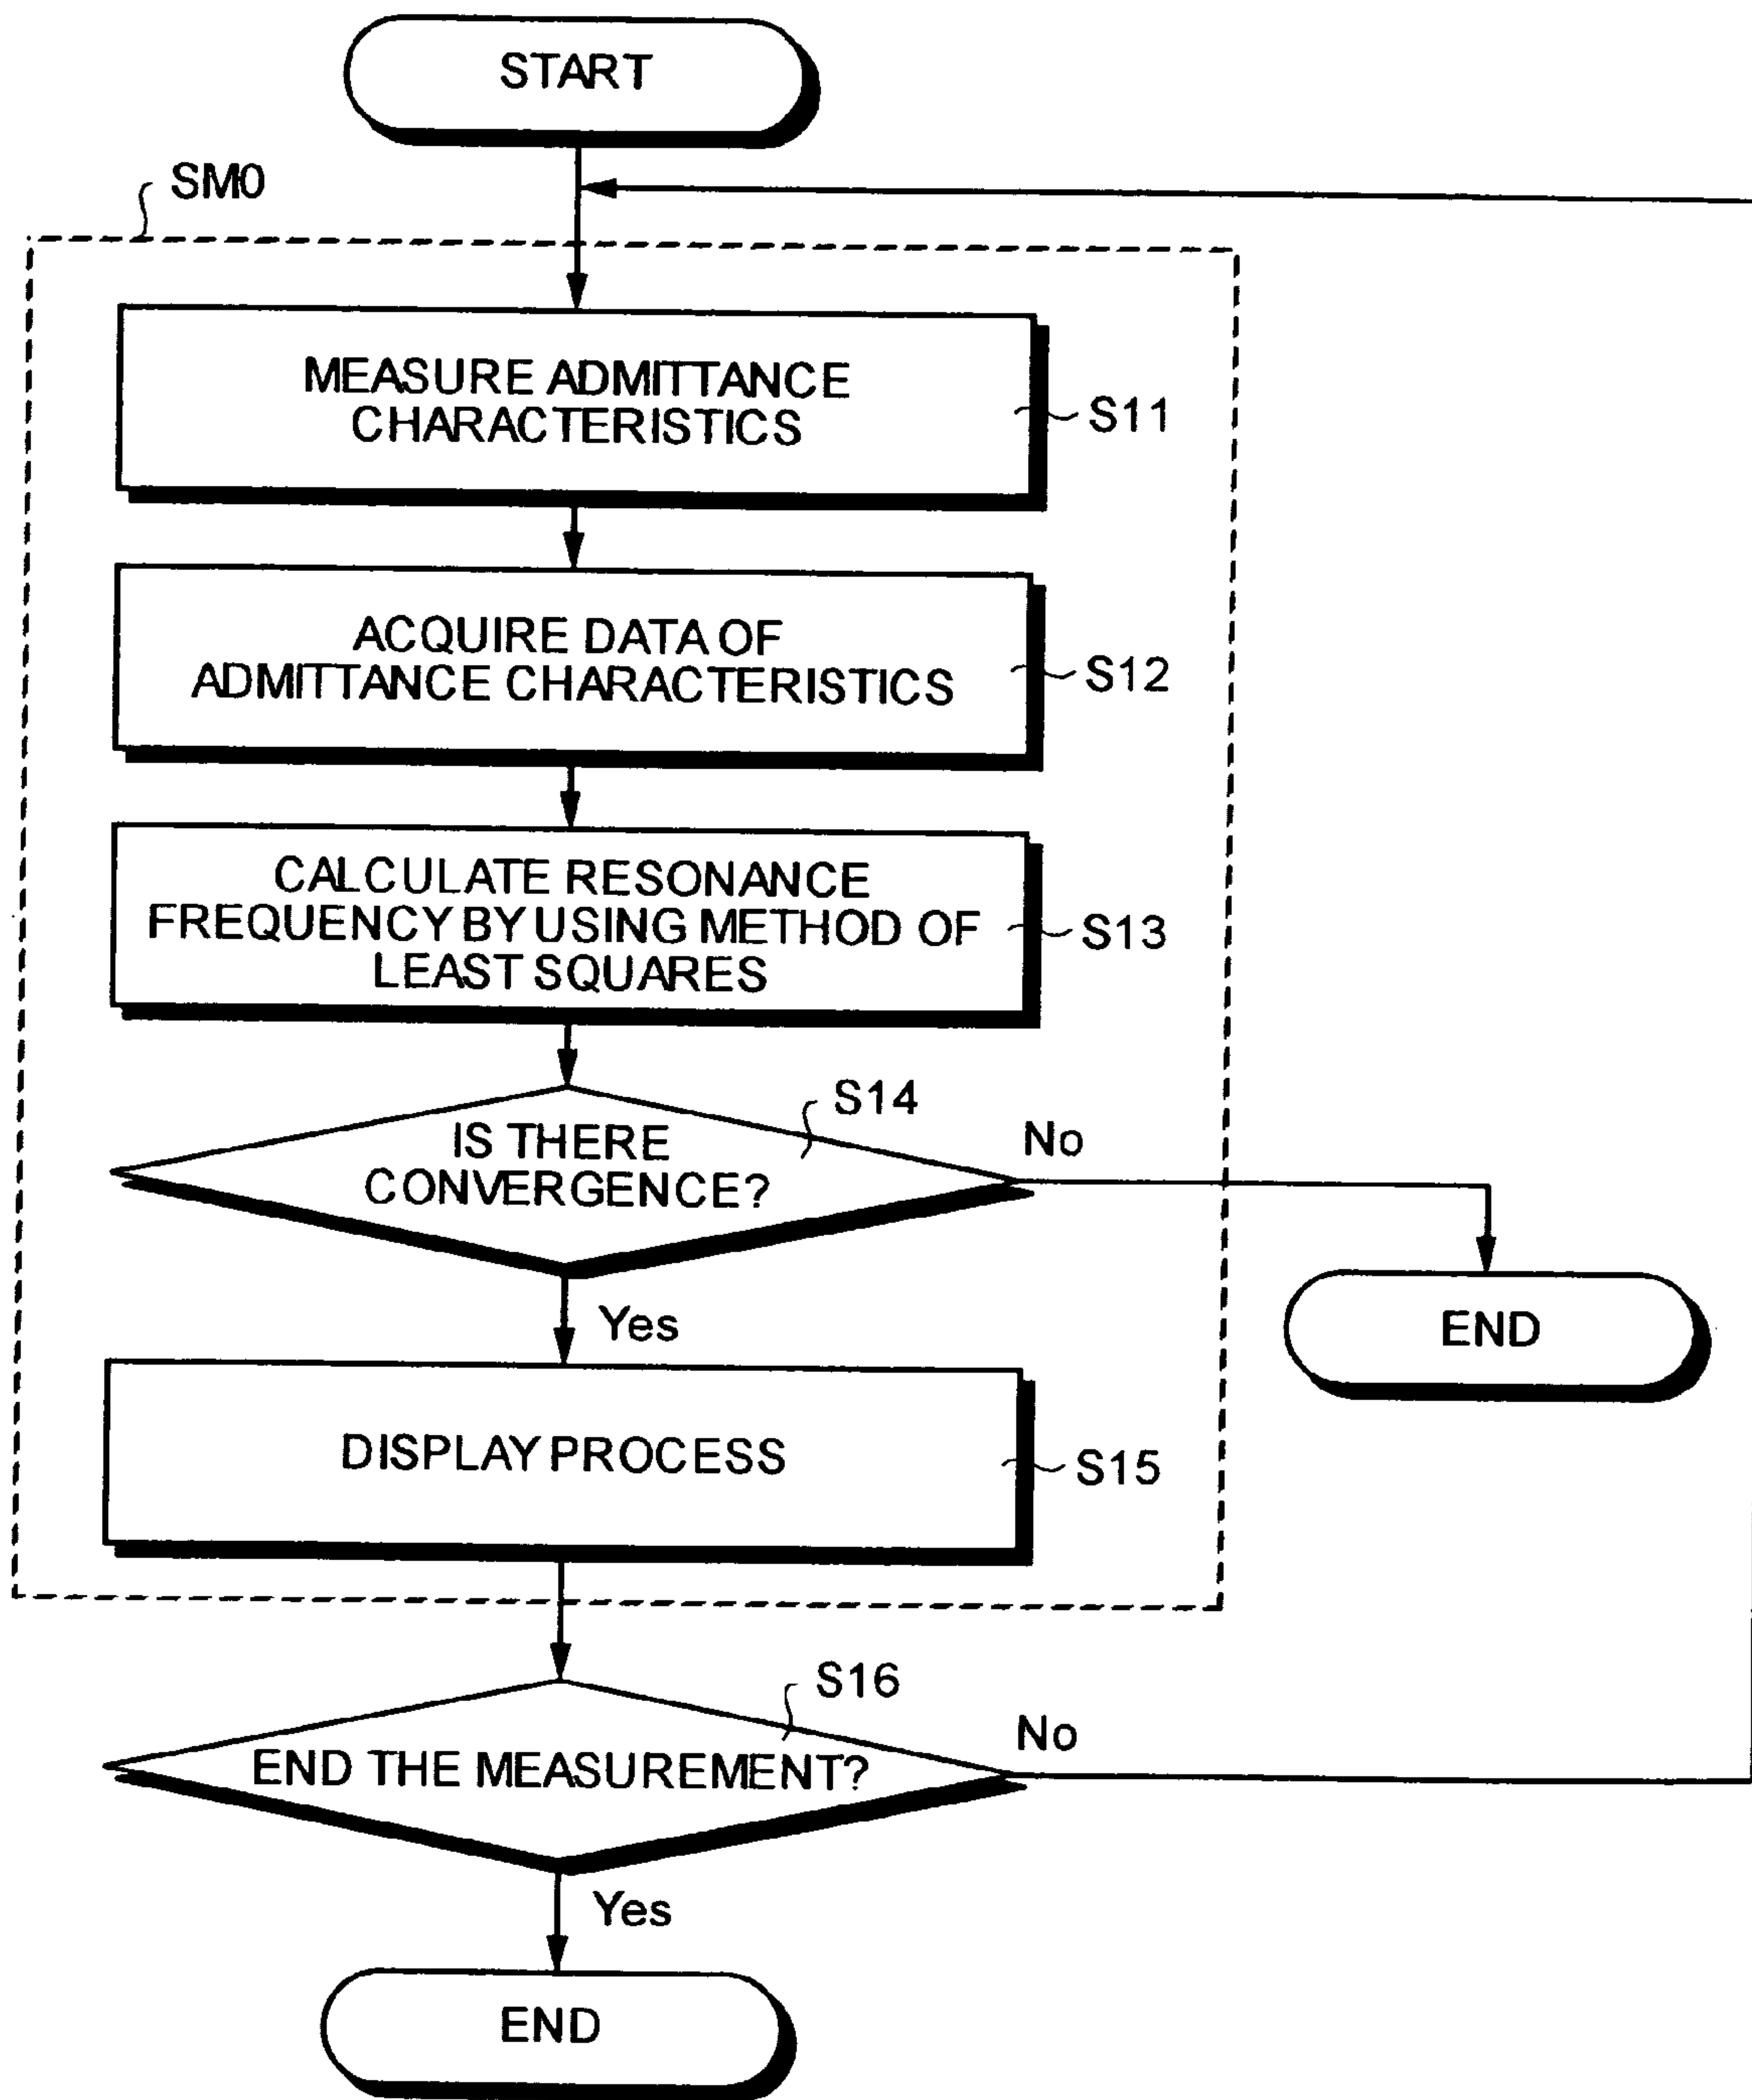 START
SM0
MEASURE ADMITTANCE
CHARACTERISTICS
S11
ACQUIRE DATA OF
ADMITTANCE CHARACTERISTICS
S12
CALCULATE RESONANCE
FREQUENCY BY USING METHOD OF
LEAST SQUARES
S13
S14
IS THERE
CONVERGENCE?
No
Yes
END
DISPLAY PROCESS
S15
S16
END THE MEASUREMENT?
No
Yes
END